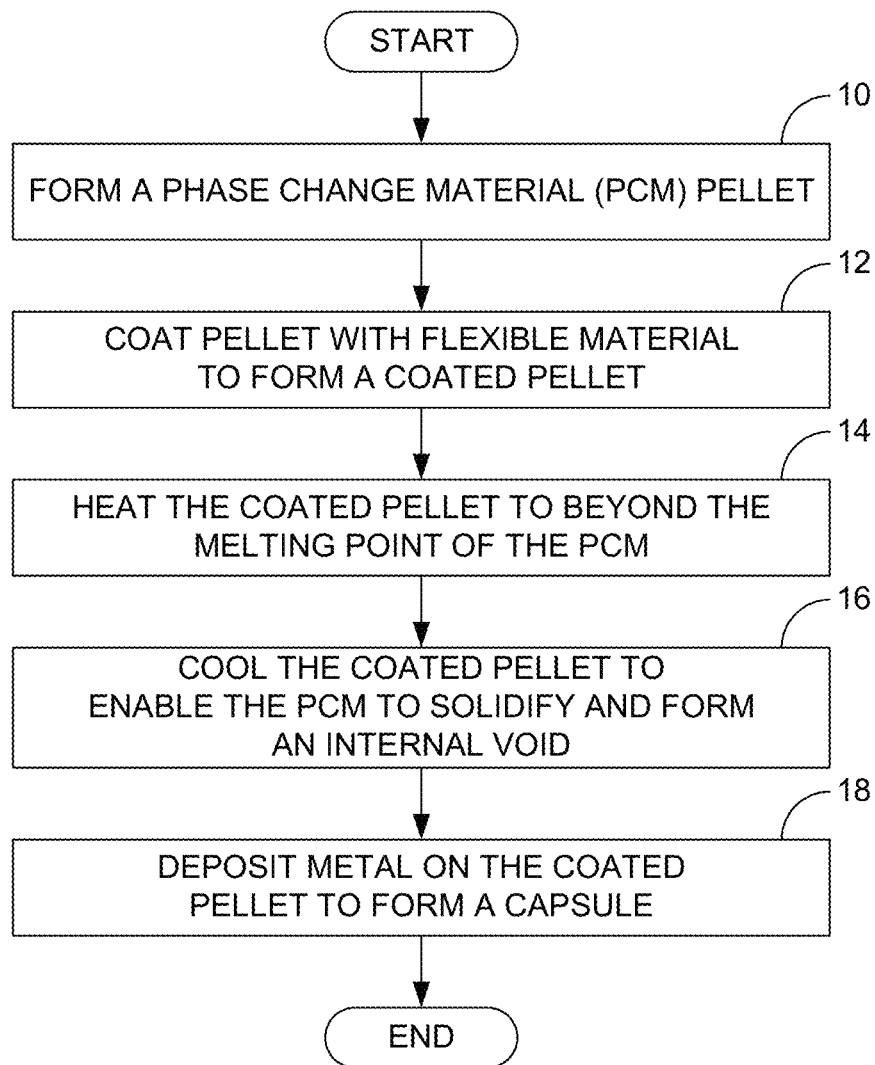 START
10
FORM A PHASE CHANGE MATERIAL (PCM) PELLET
12
COAT PELLET WITH FLEXIBLE MATERIAL
TO FORM A COATED PELLET
14
HEAT THE COATED PELLET TO BEYOND THE
MELTING POINT OF THE PCM
16
COOL THE COATED PELLET TO
ENABLE THE PCM TO SOLIDIFY AND FORM
AN INTERNAL VOID
18
DEPOSIT METAL ON THE COATED
PELLET TO FORM A CAPSULE
END